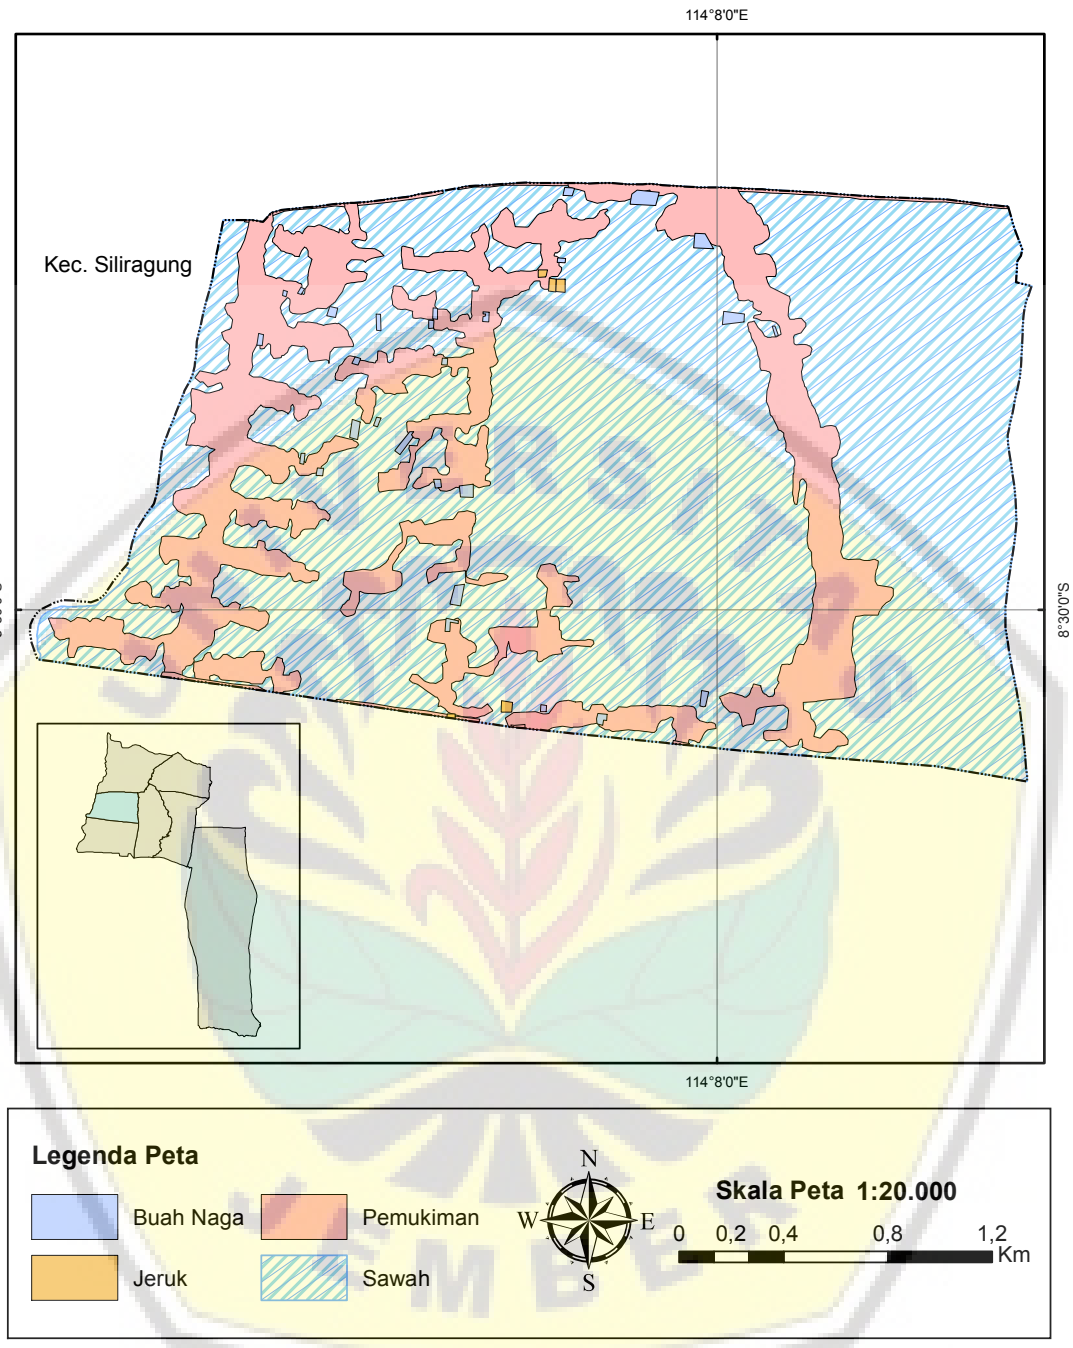 114°8'0"E
Kec. Siliragung
8°30'0"S
114°8'0"E
Legenda Peta
Buah Naga
Pemukiman
Jeruk
Sawah
N
W E
S
Skala Peta 1:20.000
0 0,2 0,4 0,8 1,2
Km
JEMBER